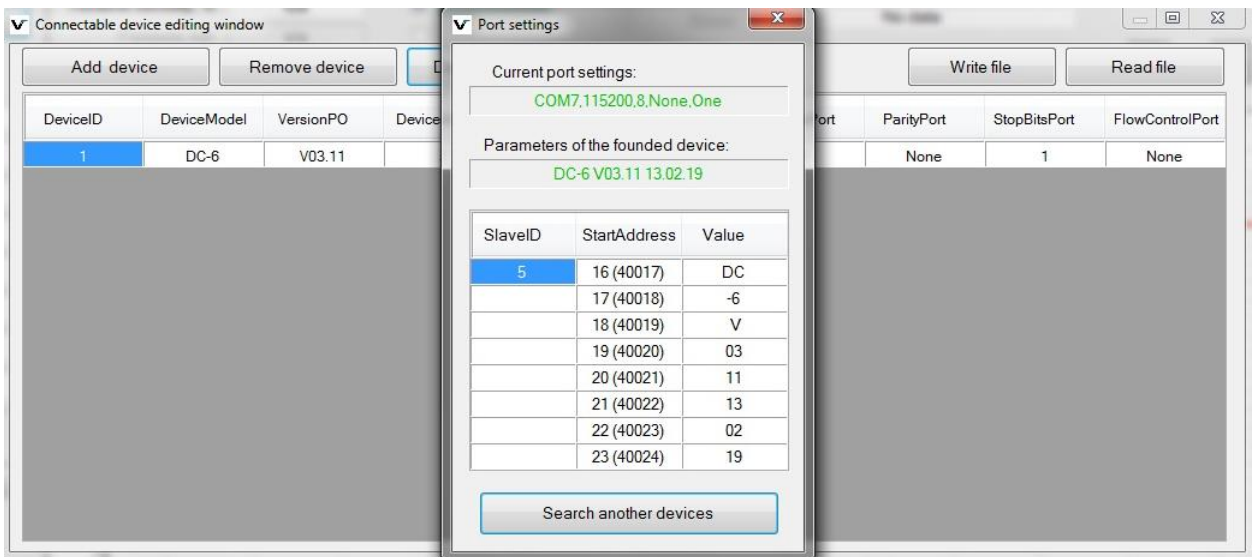 Connectable device editing window
Port settings
Add device Remove device Write file Read file
Current port settings:
COM7,115200,8,None,One
DeviceID DeviceModel VersionPO Device ParityPort StopBitsPort FlowControlPort
1 DC-6 V03.11 None 1 None
Parameters of the founded device:
DC-6 V03.11 13.02.19
SlaveID StartAddress Value
5 16 (40017) DC
17 (40018) -6
18 (40019) V
19 (40020) 03
20 (40021) 11
21 (40022) 13
22 (40023) 02
23 (40024) 19
Search another devices